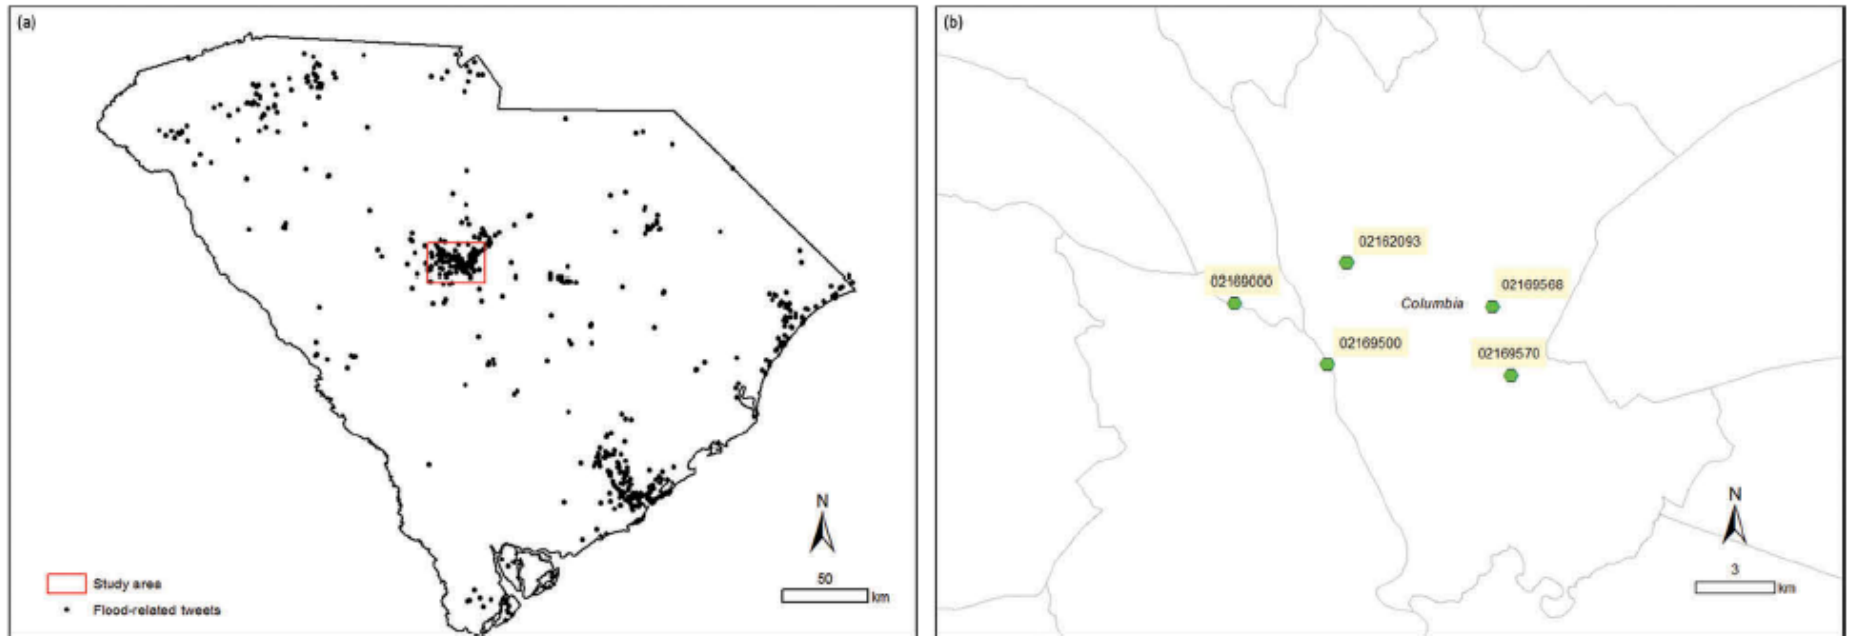 (a)
N
50
km
Study area
Flood-related tweets
(b)
02162093
02169000
02169568
Columbia
02169500
02169570
N
3
km